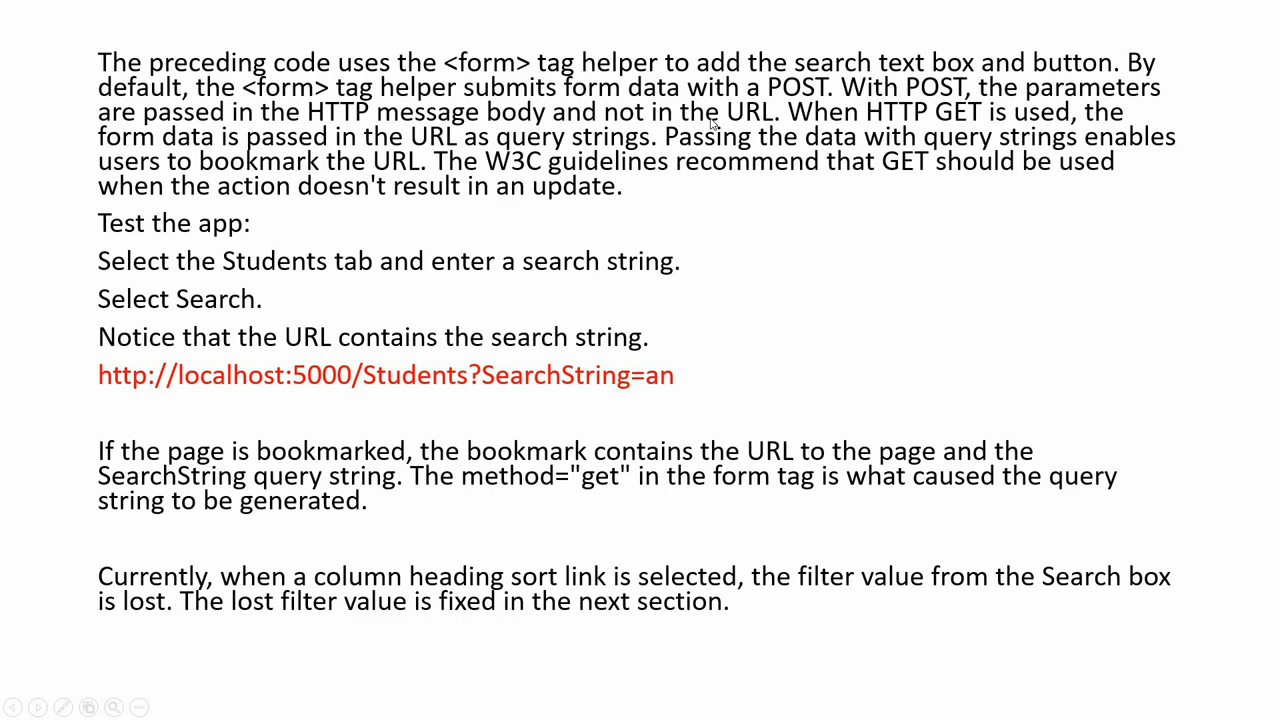 The preceding code uses the <form> tag helper to add the search text box and button. By
default, the <form> tag helper submits form data with a POST. With POST, the parameters
are passed in the HTTP message body and not in the URL. When HTTP GET is used, the
form data is passed in the URL as query strings. Passing the data with query strings enables
users to bookmark the URL. The W3C guidelines recommend that GET should be used
when the action doesn't result in an update.
Test the app:
Select the Students tab and enter a search string.
Select Search.
Notice that the URL contains the search string.
http://localhost:5000/Students?SearchString=an
If the page is bookmarked, the bookmark contains the URL to the page and the
SearchString query string. The method="get" in the form tag is what caused the query
string to be generated.
Currently, when a column heading sort link is selected, the filter value from the Search box
is lost. The lost filter value is fixed in the next section.